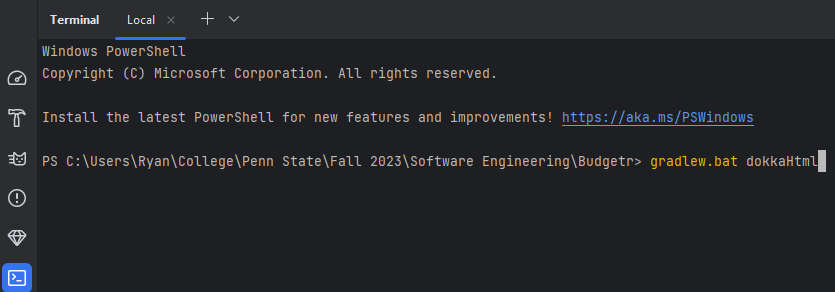 Terminal Local
Windows PowerShell
Copyright (C) Microsoft Corporation. All rights reserved.
Install the latest PowerShell for new features and improvements! https://aka.ms/PSWindows
PS C:\Users\Ryan\College\Penn State\Fall 2023\Software Engineering\Budgetr> gradlew.bat dokkaHtml